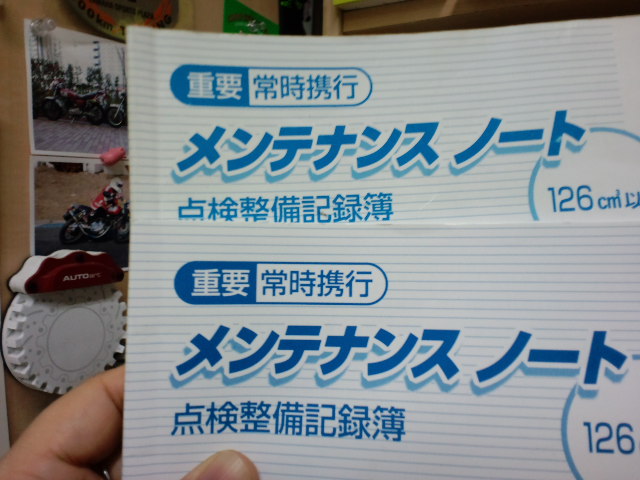 重要 常時携行
メンテナンス ノート
点検整備記録簿
126c㎡以
重要 常時携行
メンテナンス ノート
点検整備記録簿
126
AUTOart